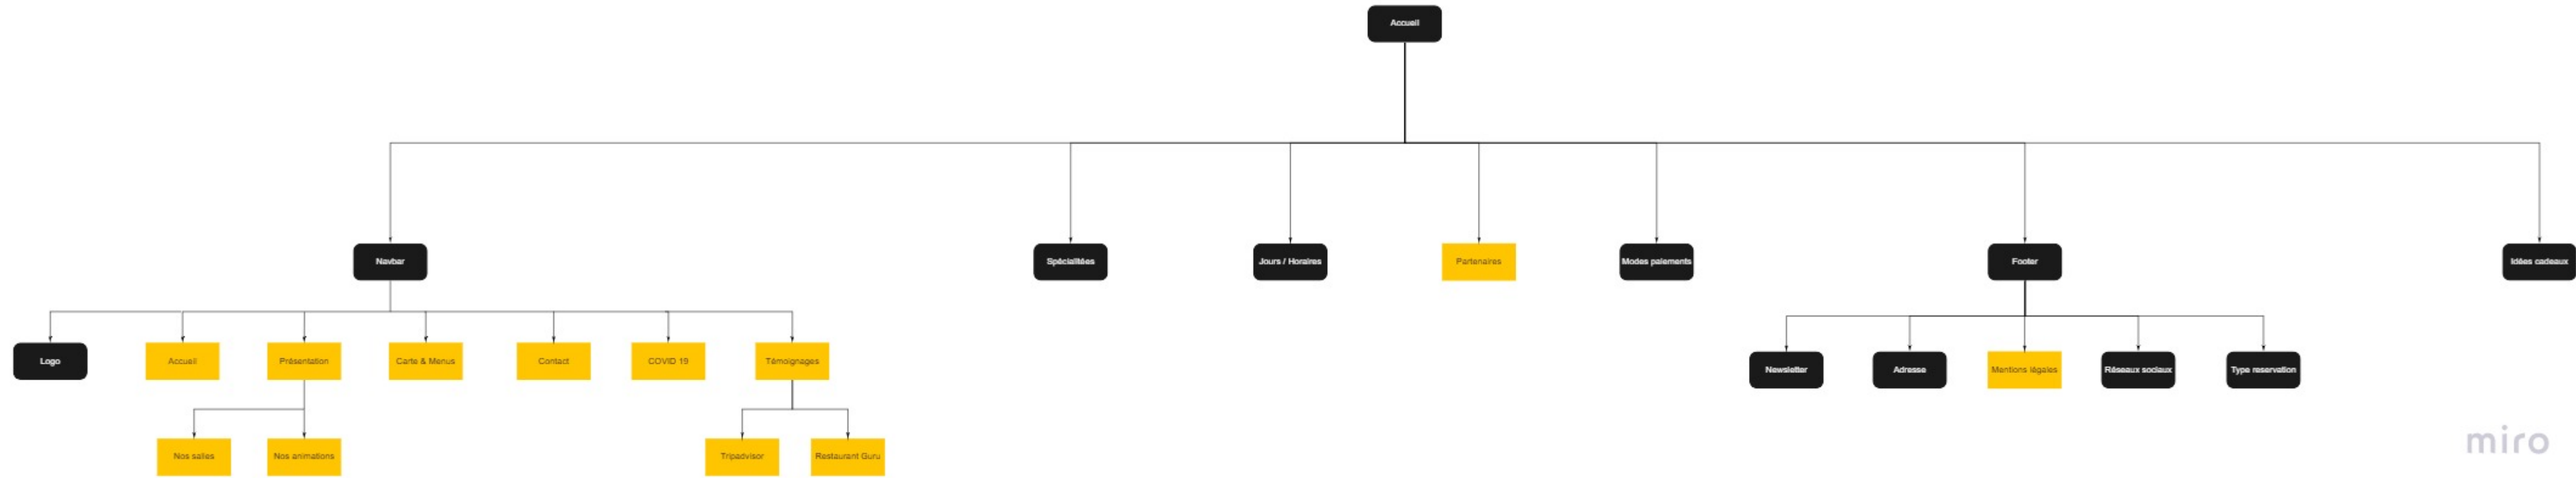 Accueil
Navbar
Spécialitées
Jours / Horaires
Partenaires
Modes paiements
Footer
Idées cadeaux
Logo
Accueil
Présentation
Carte & Menus
Contact
COVID 19
Témoignages
Newsletter
Adresse
Mentions légales
Réseaux sociaux
Type reservation
Nos salles
Nos animations
Tripadvisor
Restaurant Guru
miro